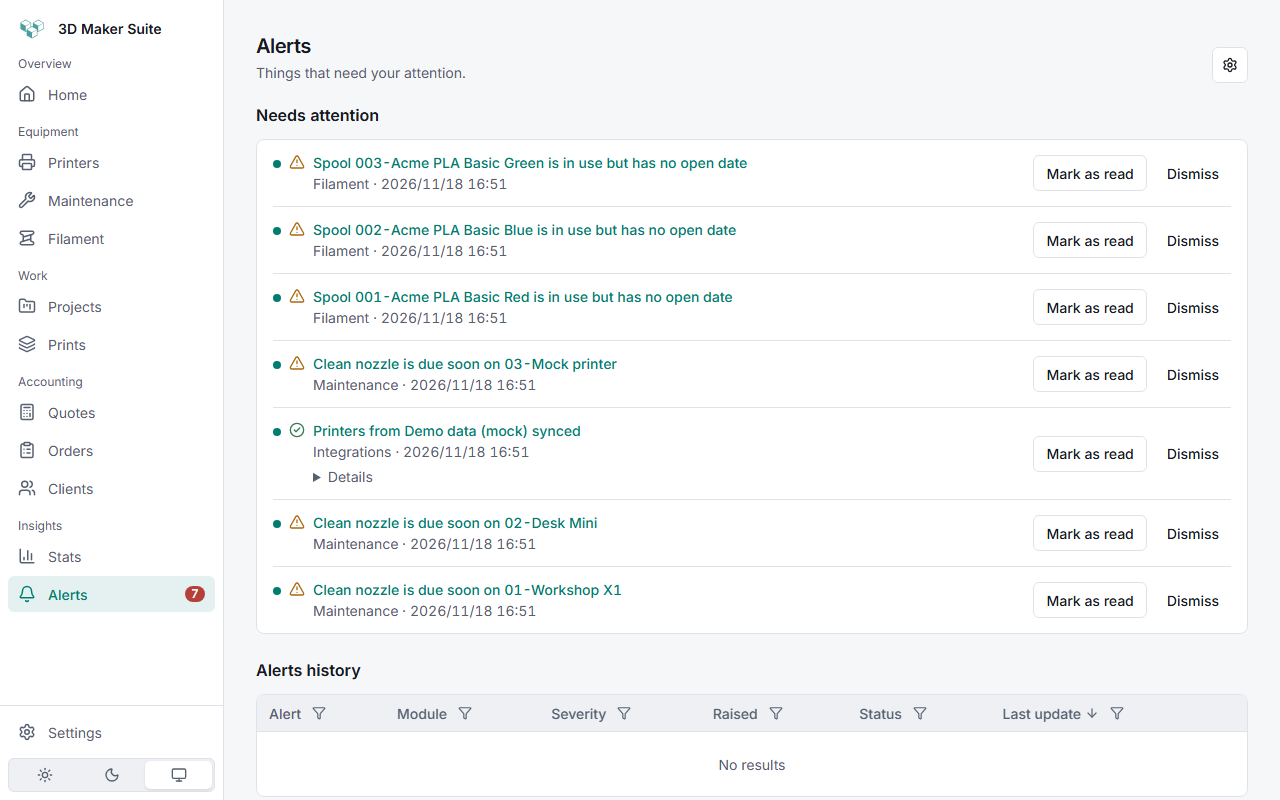 3D Maker Suite
Overview
Home
Equipment
Printers
Maintenance
Filament
Work
Projects
Prints
Accounting
Quotes
Orders
Clients
Insights
Stats
Alerts 7
Settings
Alerts
Things that need your attention.
Needs attention
Spool 003-Acme PLA Basic Green is in use but has no open date
Filament · 2026/11/18 16:51
Mark as read Dismiss
Spool 002-Acme PLA Basic Blue is in use but has no open date
Filament · 2026/11/18 16:51
Mark as read Dismiss
Spool 001-Acme PLA Basic Red is in use but has no open date
Filament · 2026/11/18 16:51
Mark as read Dismiss
Clean nozzle is due soon on 03-Mock printer
Maintenance · 2026/11/18 16:51
Mark as read Dismiss
Printers from Demo data (mock) synced
Integrations · 2026/11/18 16:51
Details
Mark as read Dismiss
Clean nozzle is due soon on 02-Desk Mini
Maintenance · 2026/11/18 16:51
Mark as read Dismiss
Clean nozzle is due soon on 01-Workshop X1
Maintenance · 2026/11/18 16:51
Mark as read Dismiss
Alerts history
Alert Module Severity Raised Status Last update
No results